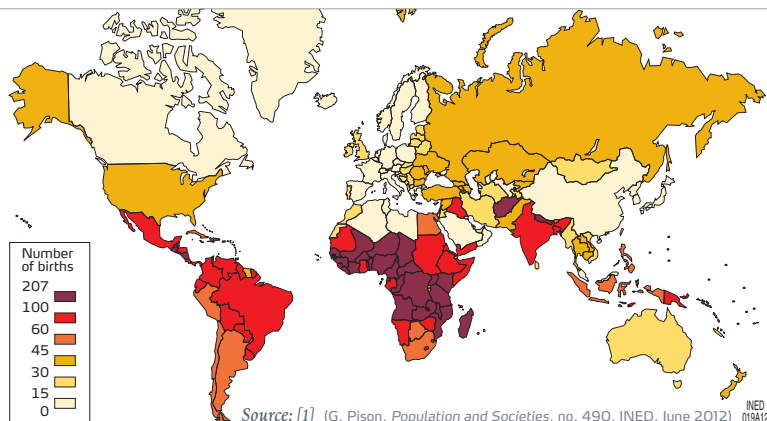 Number
of births
207
100
60
45
30
15
0
Source: [1] (G. Pison, Population and Societies, no. 490, INED, June 2012)
INED
019A12